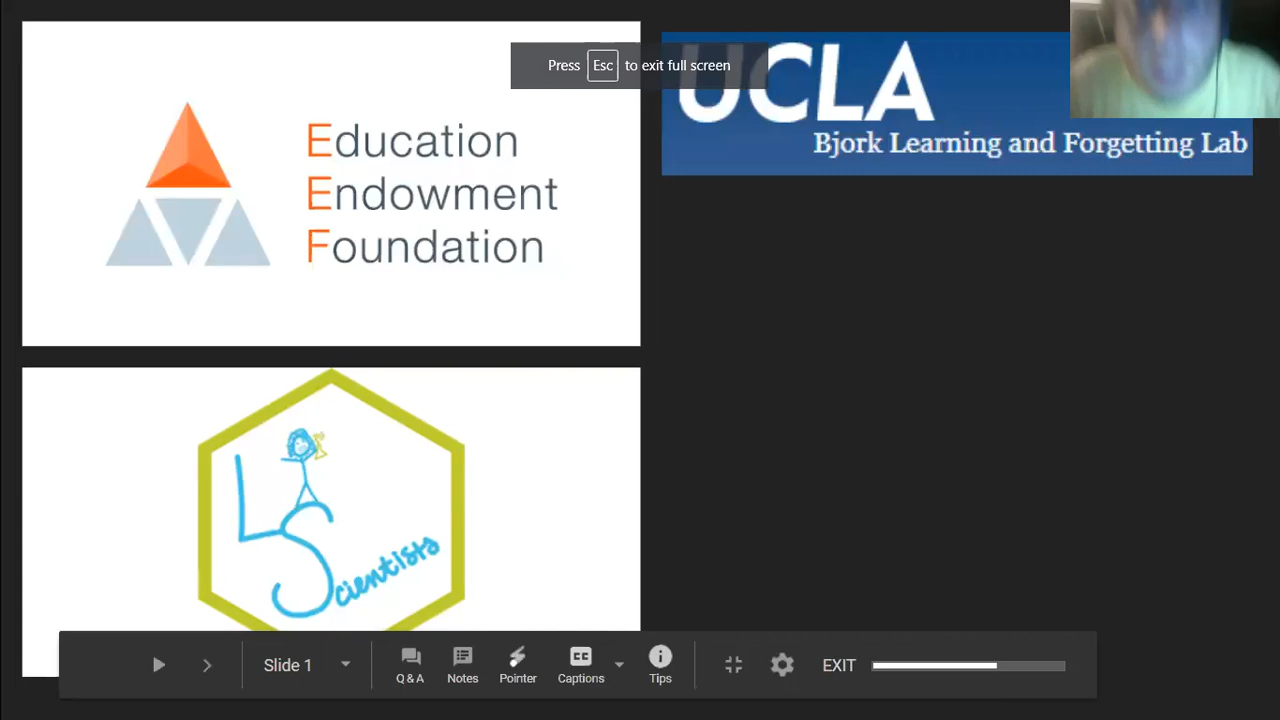 Education
Endowment
Foundation
Press Esc to exit full screen
UCLA
Bjork Learning and Forgetting Lab
LScientists
Slide 1
Q & A
Notes
Pointer
CC
Captions
Tips
EXIT